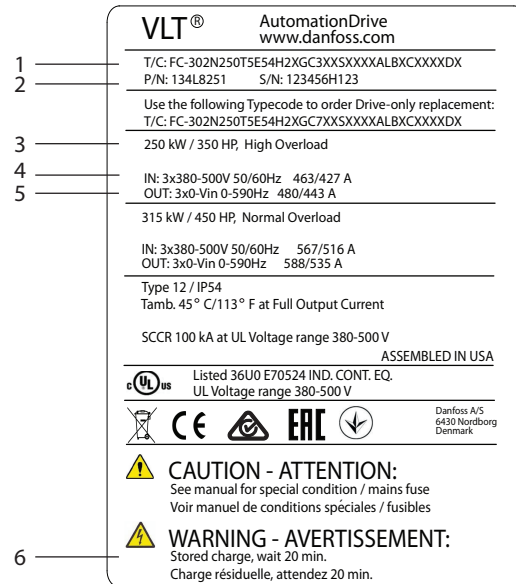 VLT® AutomationDrive
www.danfoss.com
1 T/C: FC-302N250T5E54H2XGC3XXSXXXXALBXCXXXXDX
2 P/N: 134L8251 S/N: 123456H123
Use the following Typecode to order Drive-only replacement:
T/C: FC-302N250T5E54H2XGC7XXSXXXXALBXCXXXXDX
3 250 kW / 350 HP, High Overload
4 IN: 3x380-500V 50/60Hz 463/427 A
5 OUT: 3x0-Vin 0-590Hz 480/443 A
315 kW / 450 HP, Normal Overload
IN: 3x380-500V 50/60Hz 567/516 A
OUT: 3x0-Vin 0-590Hz 588/535 A
Type 12 / IP54
Tamb. 45° C/113° F at Full Output Current
SCCR 100 kA at UL Voltage range 380-500 V
ASSEMBLED IN USA
c UL us Listed 36U0 E70524 IND. CONT. EQ.
UL Voltage range 380-500 V
CE EAC
Danfoss A/S
6430 Nordborg
Denmark
CAUTION - ATTENTION:
See manual for special condition / mains fuse
Voir manuel de conditions spéciales / fusibles
WARNING - AVERTISSEMENT:
6 Stored charge, wait 20 min.
Charge résiduelle, attendez 20 min.